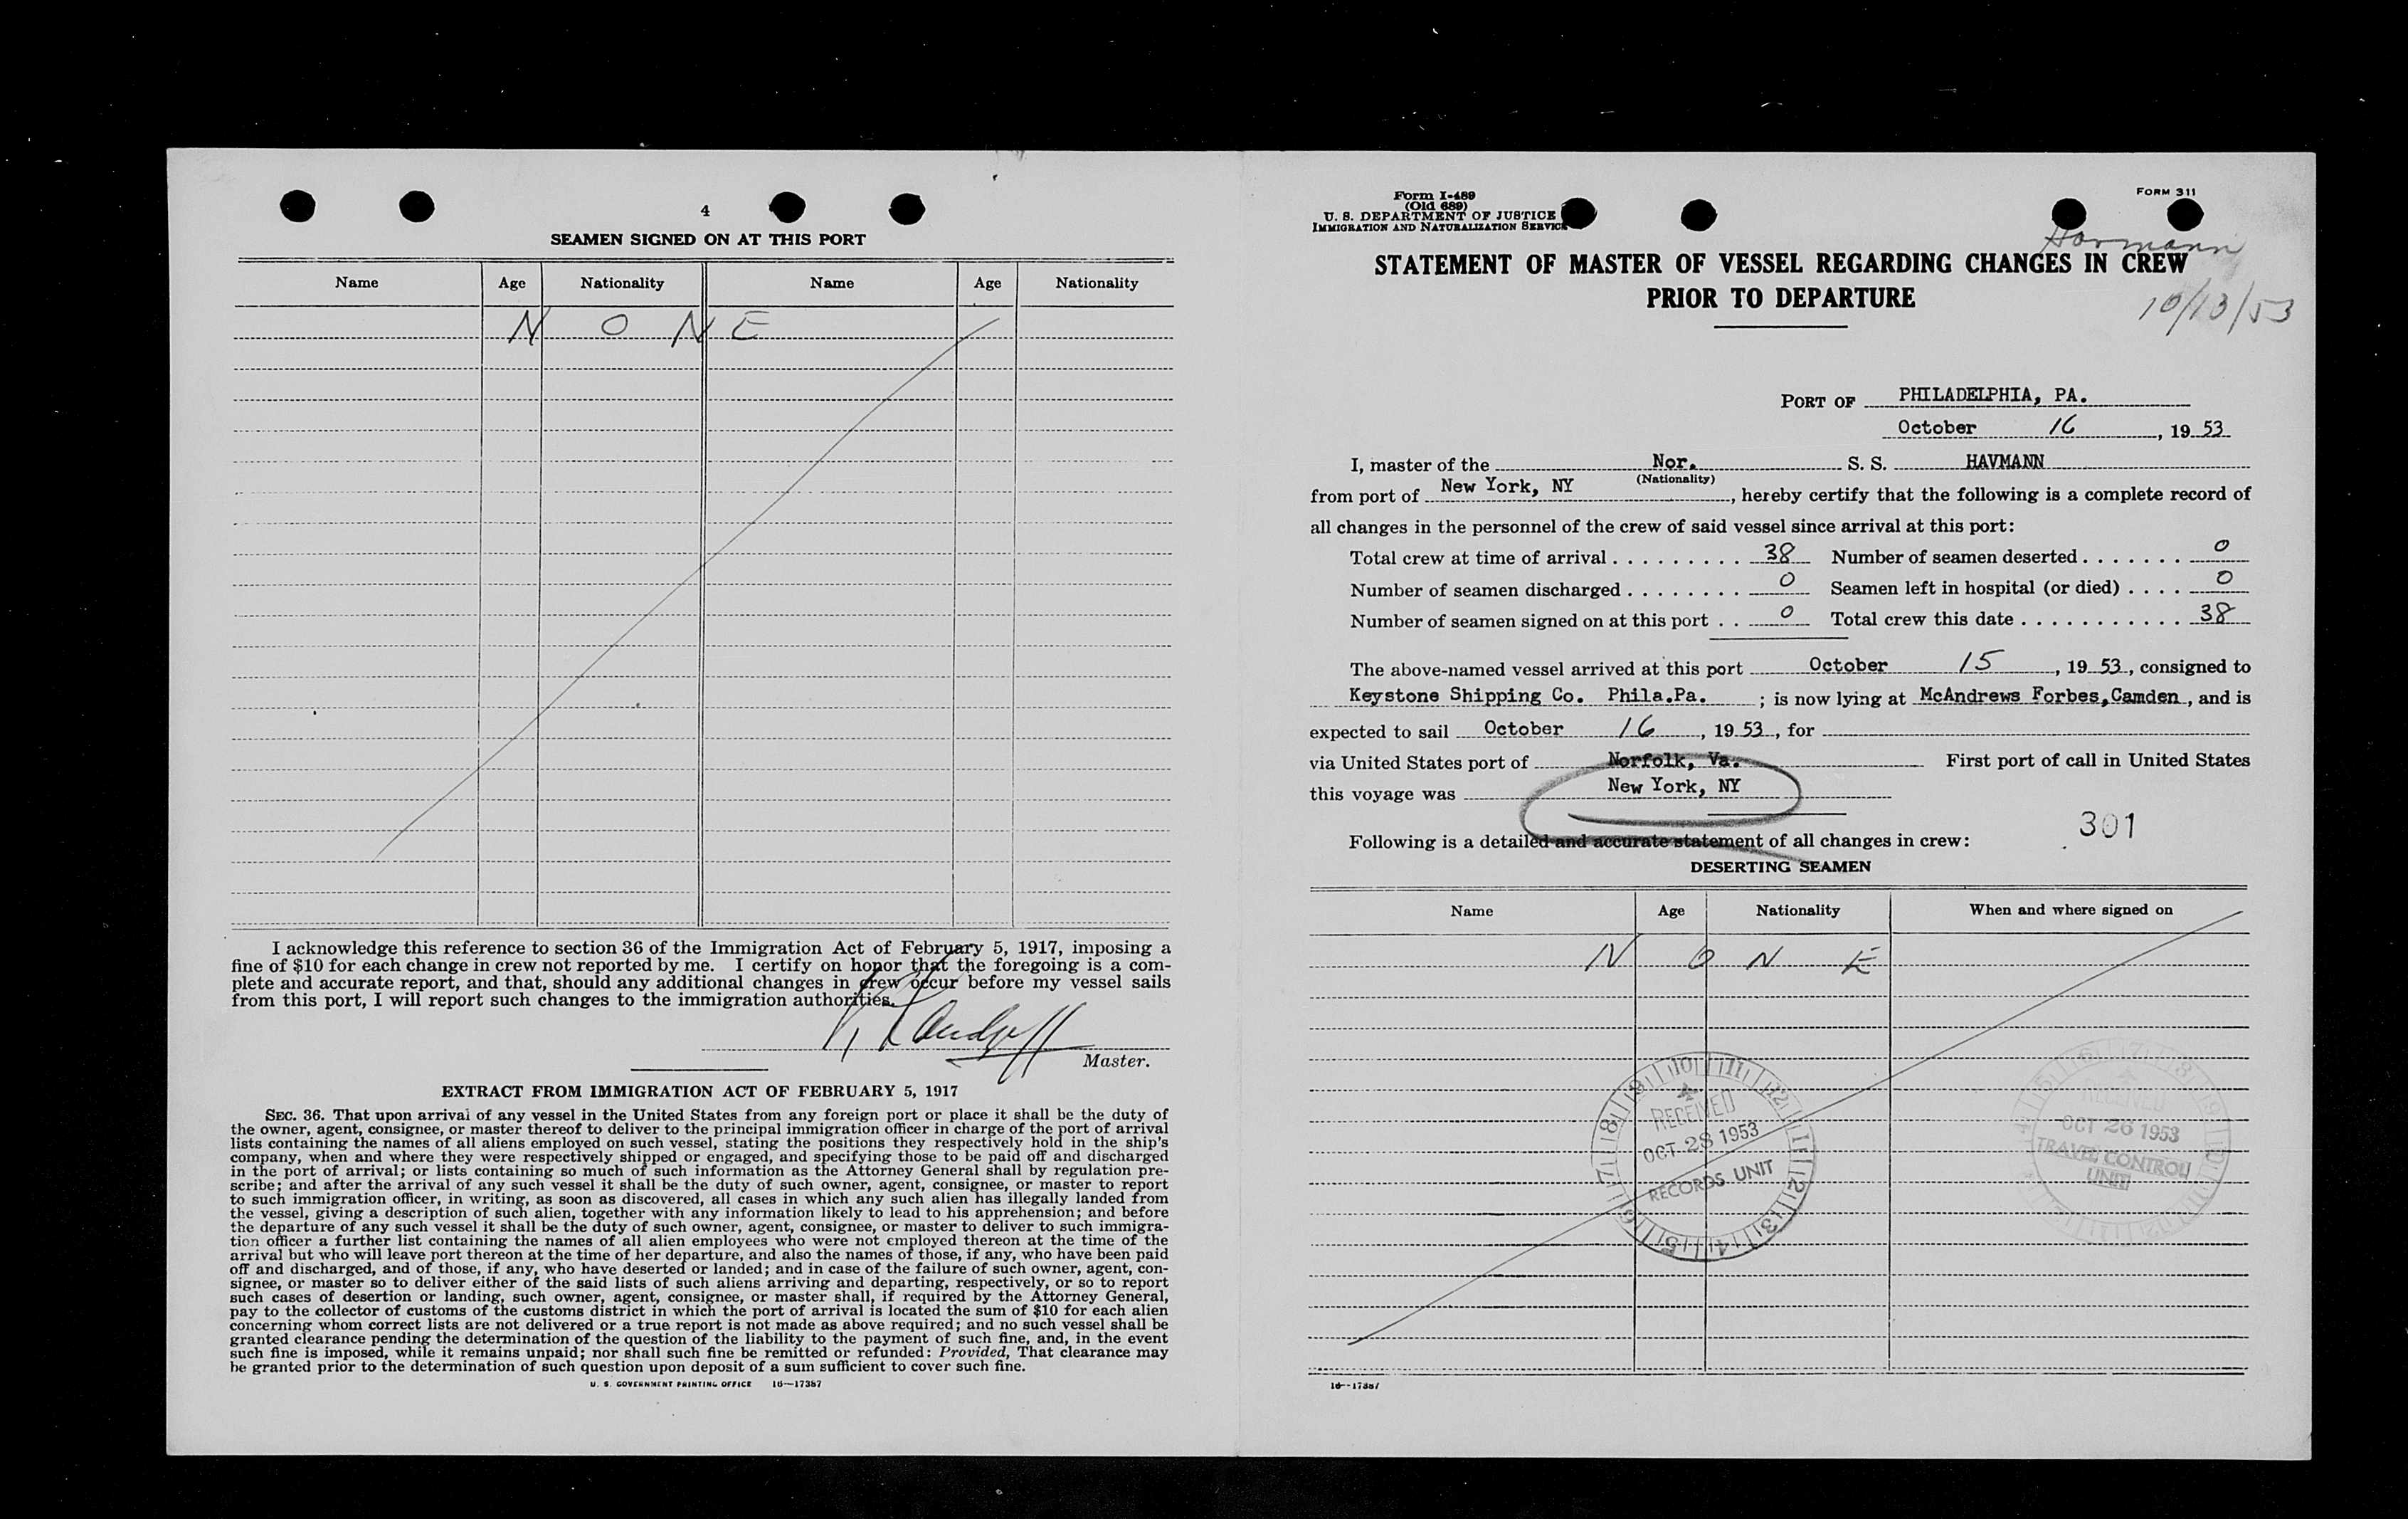 4
SEAMEN SIGNED ON AT THIS PORT
Name Age Nationality Name Age Nationality
N O N E
I acknowledge this reference to section 36 of the Immigration Act of February 5, 1917, imposing a
fine of $10 for each change in crew not reported by me. I certify on honor that the foregoing is a com-
plete and accurate report, and that, should any additional changes in crew occur before my vessel sails
from this port, I will report such changes to the immigration authorities.
Master.
EXTRACT FROM IMMIGRATION ACT OF FEBRUARY 5, 1917
SEC. 36. That upon arrival of any vessel in the United States from any foreign port or place it shall be the duty of
the owner, agent, consignee, or master thereof to deliver to the principal immigration officer in charge of the port of arrival
lists containing the names of all aliens employed on such vessel, stating the positions they respectively hold in the ship's
company, when and where they were respectively shipped or engaged, and specifying those to be paid off and discharged
in the port of arrival; or lists containing so much of such information as the Attorney General shall by regulation pre-
scribe; and after the arrival of any such vessel it shall be the duty of such owner, agent, consignee, or master to report
to such immigration officer, in writing, as soon as discovered, all cases in which any such alien has illegally landed from
the vessel, giving a description of such alien, together with any information likely to lead to his apprehension; and before
the departure of any such vessel it shall be the duty of such owner, agent, consignee, or master to deliver to such immigra-
tion officer a further list containing the names of all alien employees who were not employed thereon at the time of the
arrival but who will leave port thereon at the time of her departure, and also the names of those, if any, who have been paid
off and discharged, and of those, if any, who have deserted or landed; and in case of the failure of such owner, agent, con-
signee, or master so to deliver either of the said lists of such aliens arriving and departing, respectively, or so to report
such cases of desertion or landing, such owner, agent, consignee, or master shall, if required by the Attorney General,
pay to the collector of customs of the customs district in which the port of arrival is located the sum of $10 for each alien
concerning whom correct lists are not delivered or a true report is not made as above required; and no such vessel shall be
granted clearance pending the determination of the question of the liability to the payment of such fine, and, in the event
such fine is imposed, while it remains unpaid; nor shall such fine be remitted or refunded: Provided, That clearance may
be granted prior to the determination of such question upon deposit of a sum sufficient to cover such fine.
U. S. GOVERNMENT PRINTING OFFICE 16—17387
Form I-489
(Old 689)
U. S. DEPARTMENT OF JUSTICE
IMMIGRATION AND NATURALIZATION SERVICE
FORM 311
Havmann
STATEMENT OF MASTER OF VESSEL REGARDING CHANGES IN CREW
PRIOR TO DEPARTURE
10/13/53
PORT OF PHILADELPHIA, PA.
October 16, 19 53
I, master of the Nor. S. S. HAVMANN
(Nationality)
from port of New York, NY, hereby certify that the following is a complete record of
all changes in the personnel of the crew of said vessel since arrival at this port:
Total crew at time of arrival ......... 38 Number of seamen deserted ....... 0
Number of seamen discharged ........ 0 Seamen left in hospital (or died) .... 0
Number of seamen signed on at this port .. 0 Total crew this date ............ 38
The above-named vessel arrived at this port October 15, 19 53, consigned to
Keystone Shipping Co. Phila.Pa. ; is now lying at McAndrews Forbes,Camden, and is
expected to sail October 16, 19 53, for
via United States port of Norfolk, Va. First port of call in United States
this voyage was New York, NY
301
Following is a detailed and accurate statement of all changes in crew:
DESERTING SEAMEN
Name Age Nationality When and where signed on
N O N E
RECEIVED
OCT 28 1953
RECORDS UNIT
RECEIVED
OCT 26 1953
TRAVEL CONTROL
UNIT
16—17387